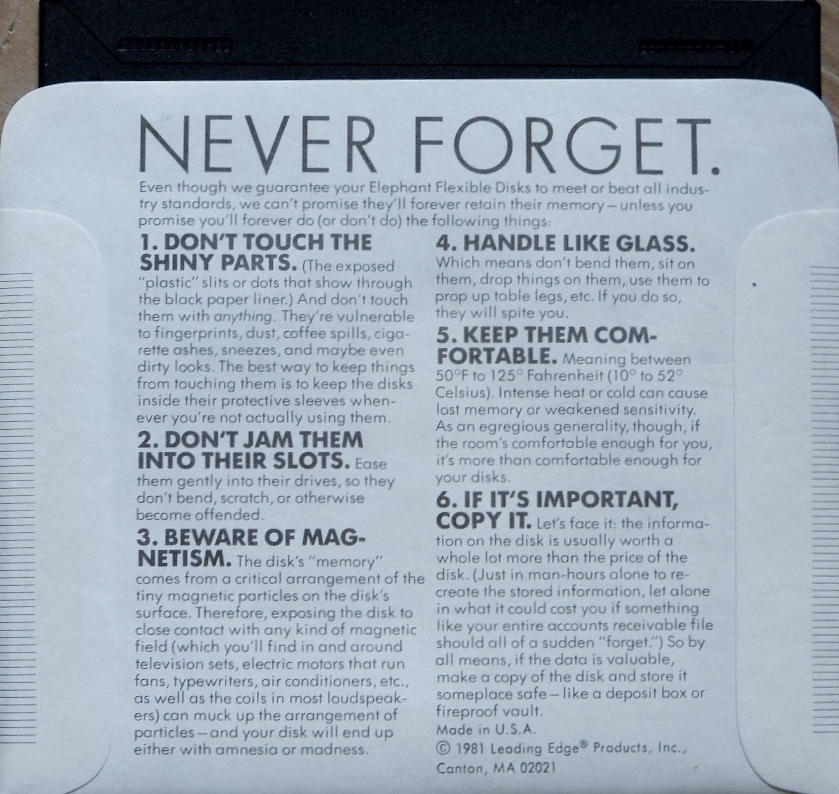 NEVER FORGET.
Even though we guarantee your Elephant Flexible Disks to meet or beat all indus-
try standards, we can't promise they'll forever retain their memory – unless you
promise you'll forever do (or don't do) the following things:
1. DON'T TOUCH THE
SHINY PARTS. (The exposed
"plastic" slits or dots that show through
the black paper liner.) And don't touch
them with anything. They're vulnerable
to fingerprints, dust, coffee spills, ciga-
rette ashes, sneezes, and maybe even
dirty looks. The best way to keep things
from touching them is to keep the disks
inside their protective sleeves when-
ever you're not actually using them.
2. DON'T JAM THEM
INTO THEIR SLOTS. Ease
them gently into their drives, so they
don't bend, scratch, or otherwise
become offended.
3. BEWARE OF MAG-
NETISM. The disk's "memory"
comes from a critical arrangement of the
tiny magnetic particles on the disk's
surface. Therefore, exposing the disk to
close contact with any kind of magnetic
field (which you'll find in and around
television sets, electric motors that run
fans, typewriters, air conditioners, etc.,
as well as the coils in most loudspeak-
ers) can muck up the arrangement of
particles – and your disk will end up
either with amnesia or madness.
4. HANDLE LIKE GLASS.
Which means don't bend them, sit on
them, drop things on them, use them to
prop up table legs, etc. If you do so,
they will spite you.
5. KEEP THEM COM-
FORTABLE. Meaning between
50°F to 125° Fahrenheit (10° to 52°
Celsius). Intense heat or cold can cause
lost memory or weakened sensitivity.
As an egregious generality, though, if
the room's comfortable enough for you,
it's more than comfortable enough for
your disks.
6. IF IT'S IMPORTANT,
COPY IT. Let's face it: the informa-
tion on the disk is usually worth a
whole lot more than the price of the
disk. (Just in man-hours alone to re-
create the stored information, let alone
in what it could cost you if something
like your entire accounts receivable file
should all of a sudden "forget.") So by
all means, if the data is valuable,
make a copy of the disk and store it
someplace safe – like a deposit box or
fireproof vault.
Made in U.S.A.
© 1981 Leading Edge® Products, Inc.,
Canton, MA 02021